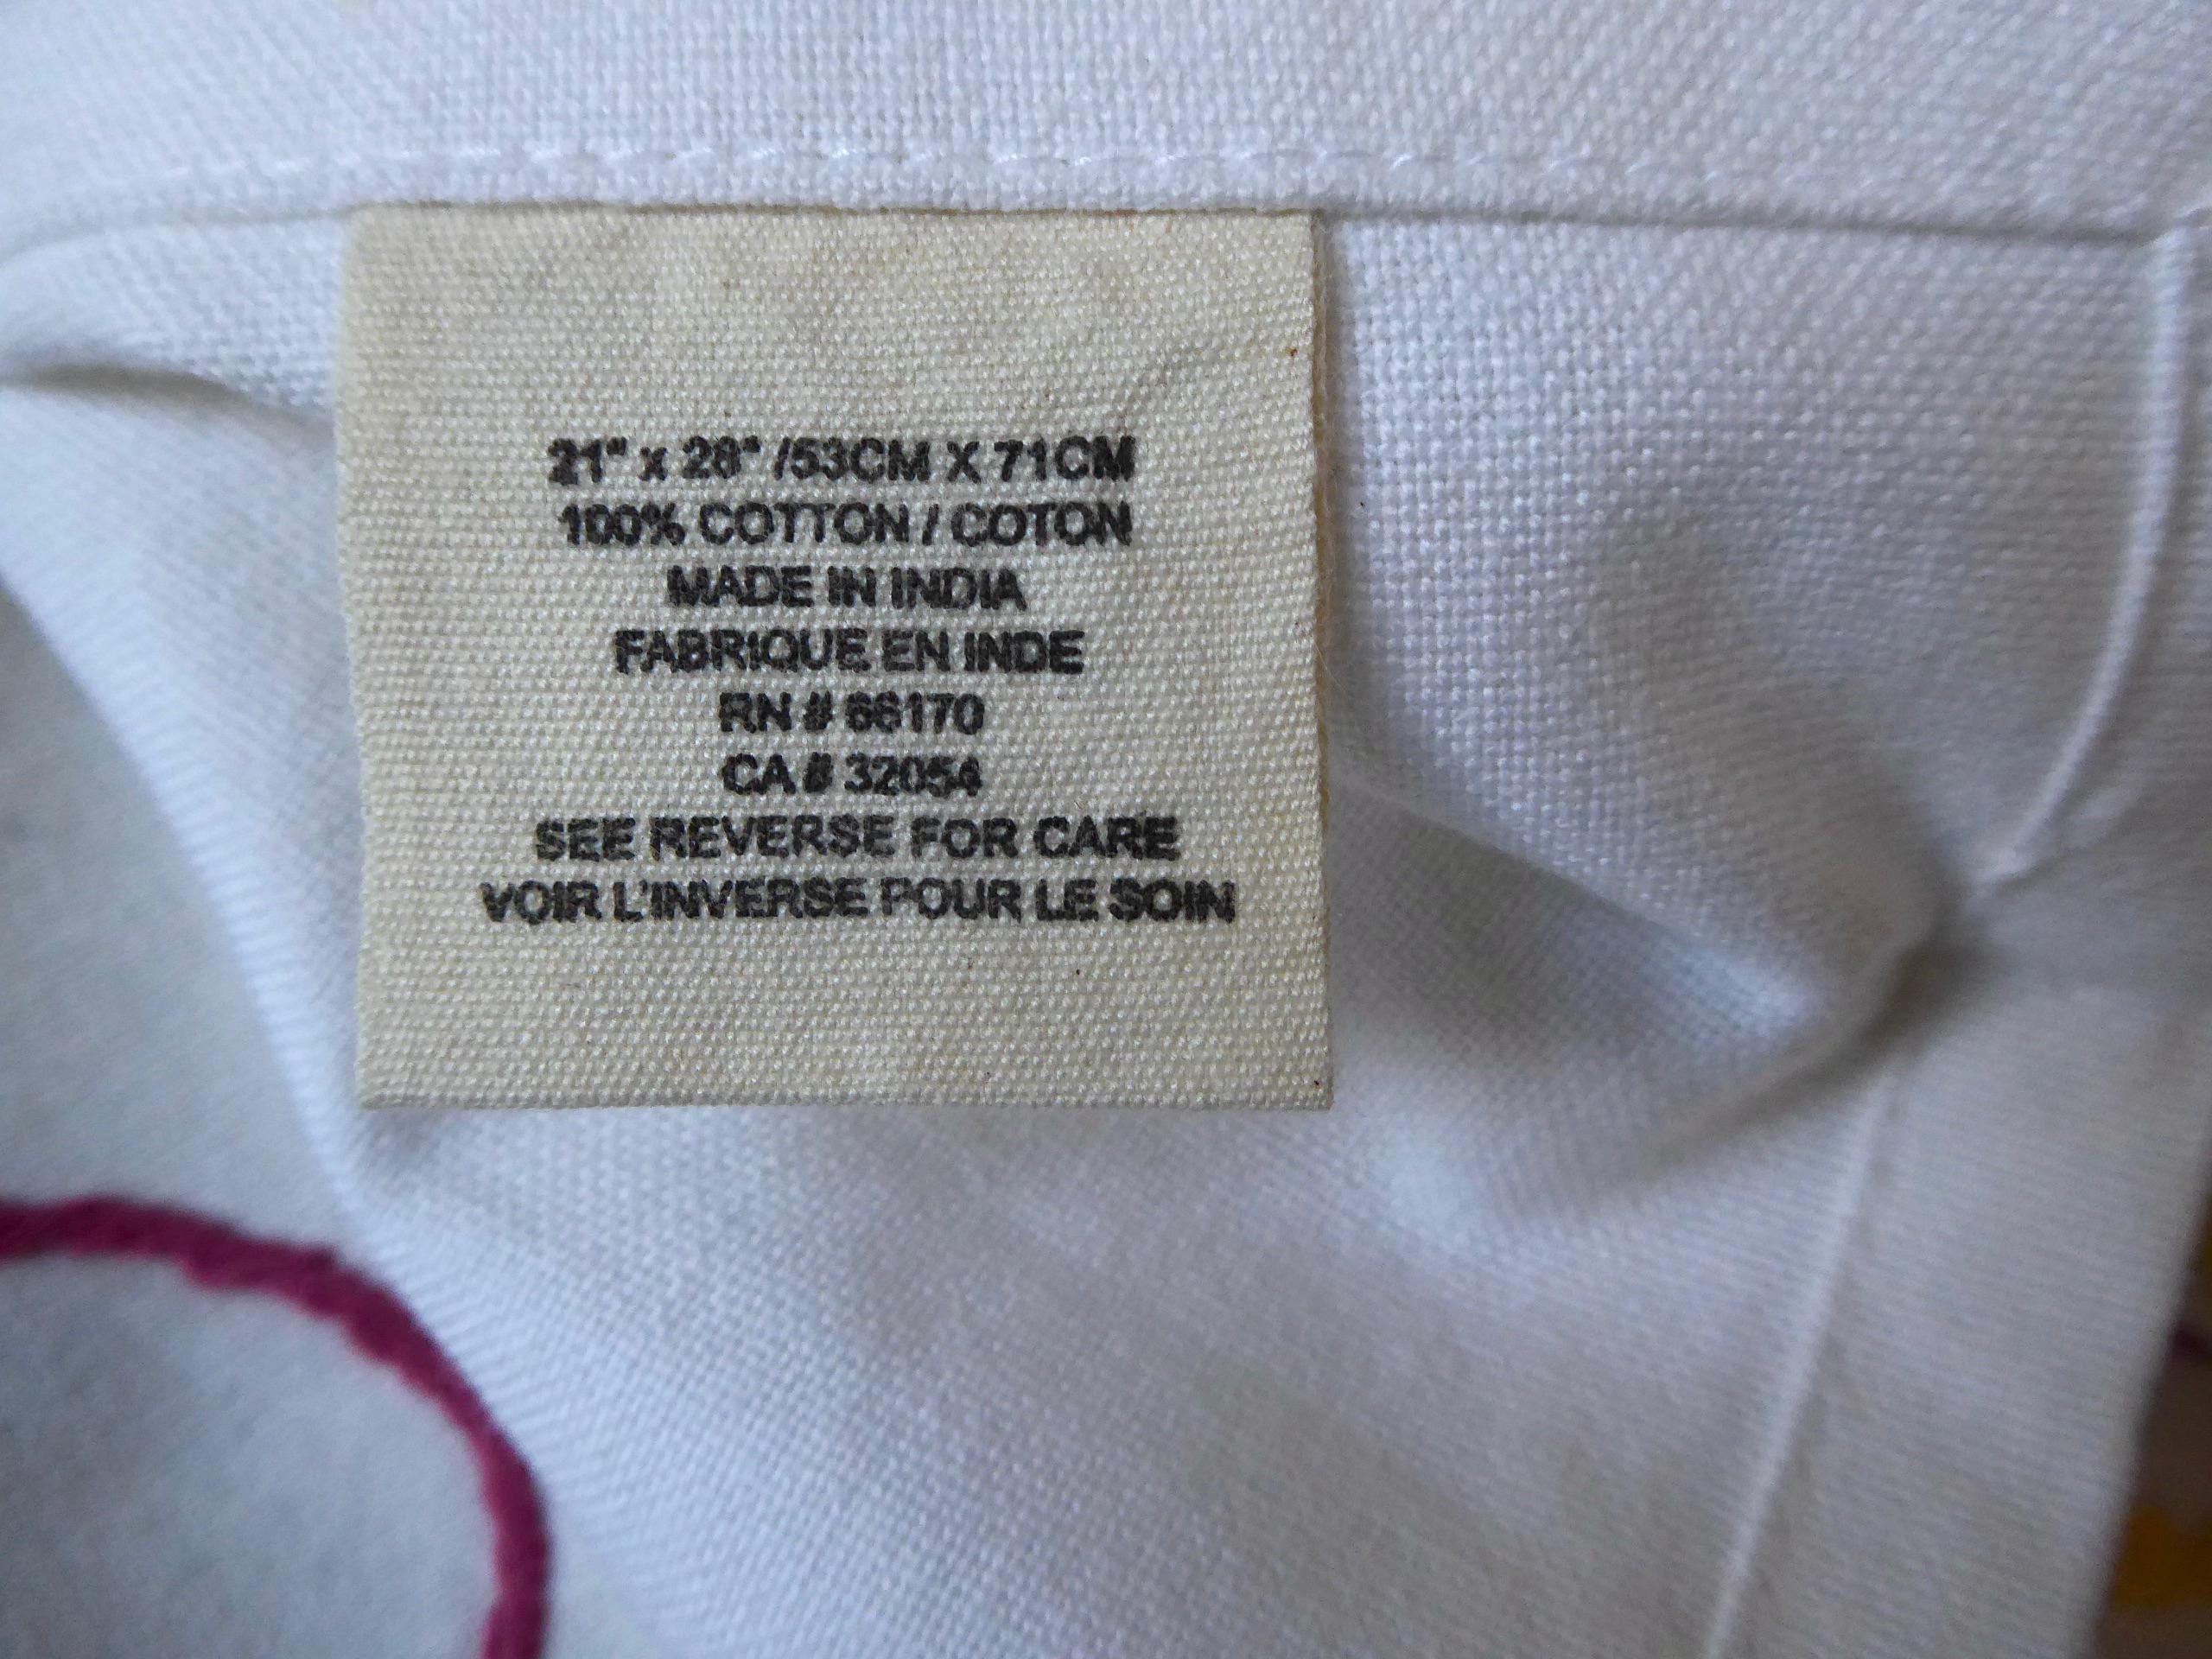 21" x 28" /53CM X 71CM
100% COTTON / COTON
MADE IN INDIA
FABRIQUE EN INDE
RN # 66170
CA # 32054
SEE REVERSE FOR CARE
VOIR L'INVERSE POUR LE SOIN